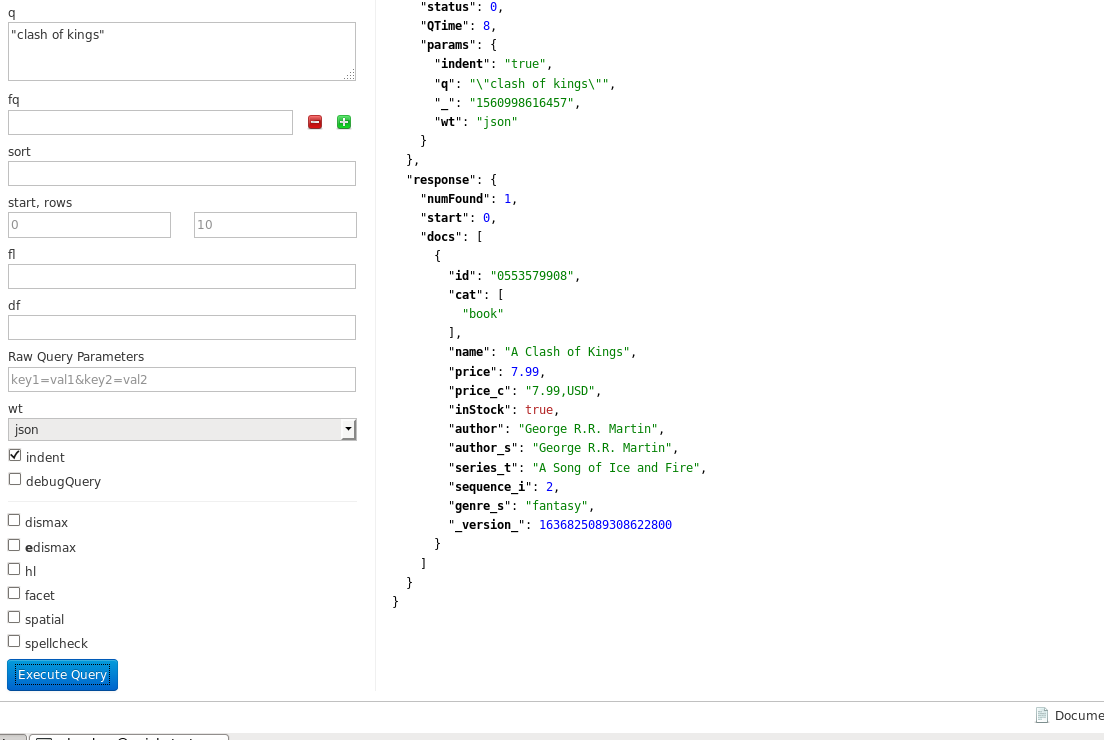 q
"clash of kings"
fq
sort
start, rows
0
10
fl
df
Raw Query Parameters
key1=val1&key2=val2
wt
json
indent
debugQuery
dismax
edismax
hl
facet
spatial
spellcheck
Execute Query
"status": 0,
"QTime": 8,
"params": {
"indent": "true",
"q": "\"clash of kings\"",
"_": "1560998616457",
"wt": "json"
}
},
"response": {
"numFound": 1,
"start": 0,
"docs": [
{
"id": "0553579908",
"cat": [
"book"
],
"name": "A Clash of Kings",
"price": 7.99,
"price_c": "7.99,USD",
"inStock": true,
"author": "George R.R. Martin",
"author_s": "George R.R. Martin",
"series_t": "A Song of Ice and Fire",
"sequence_i": 2,
"genre_s": "fantasy",
"_version_": 1636825089308622800
}
]
}
}
Docume